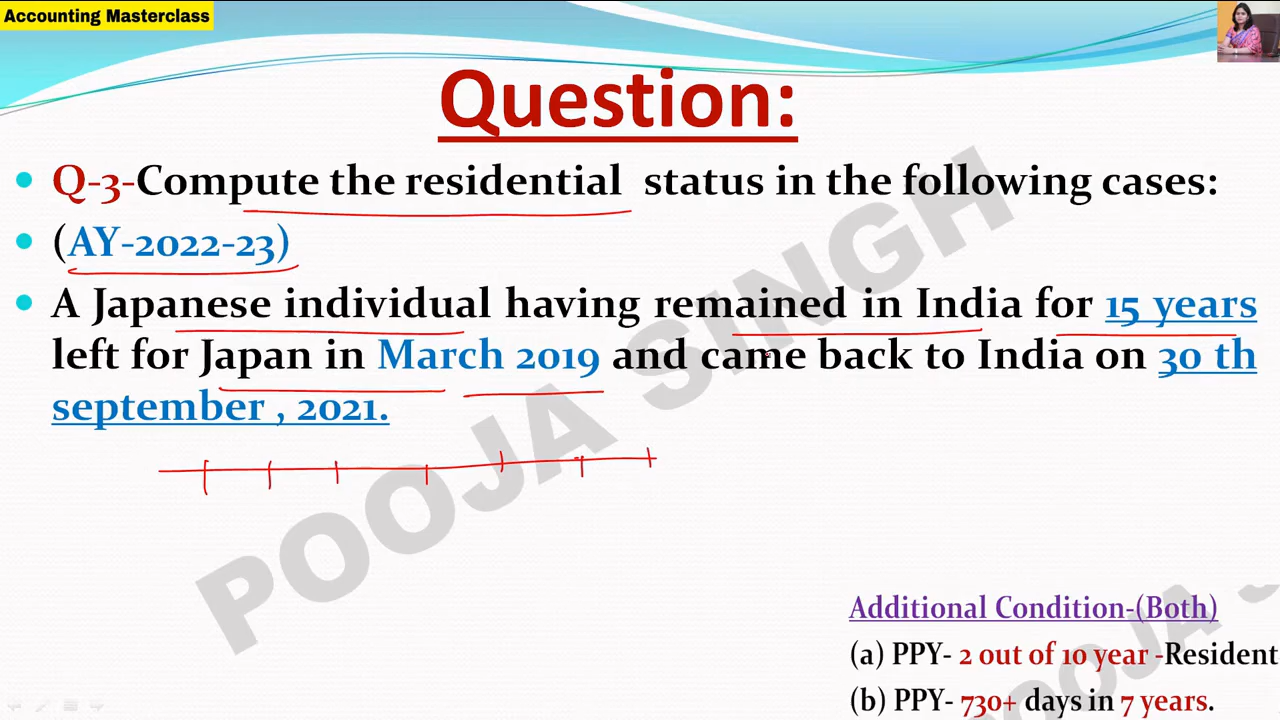 Accounting Masterclass
Question:
Q-3-Compute the residential status in the following cases:
(AY-2022-23)
A Japanese individual having remained in India for 15 years
left for Japan in March 2019 and came back to India on 30 th
september , 2021.
POOJA SINGH
Additional Condition-(Both)
(a) PPY- 2 out of 10 year -Resident
(b) PPY- 730+ days in 7 years.
POOJA S